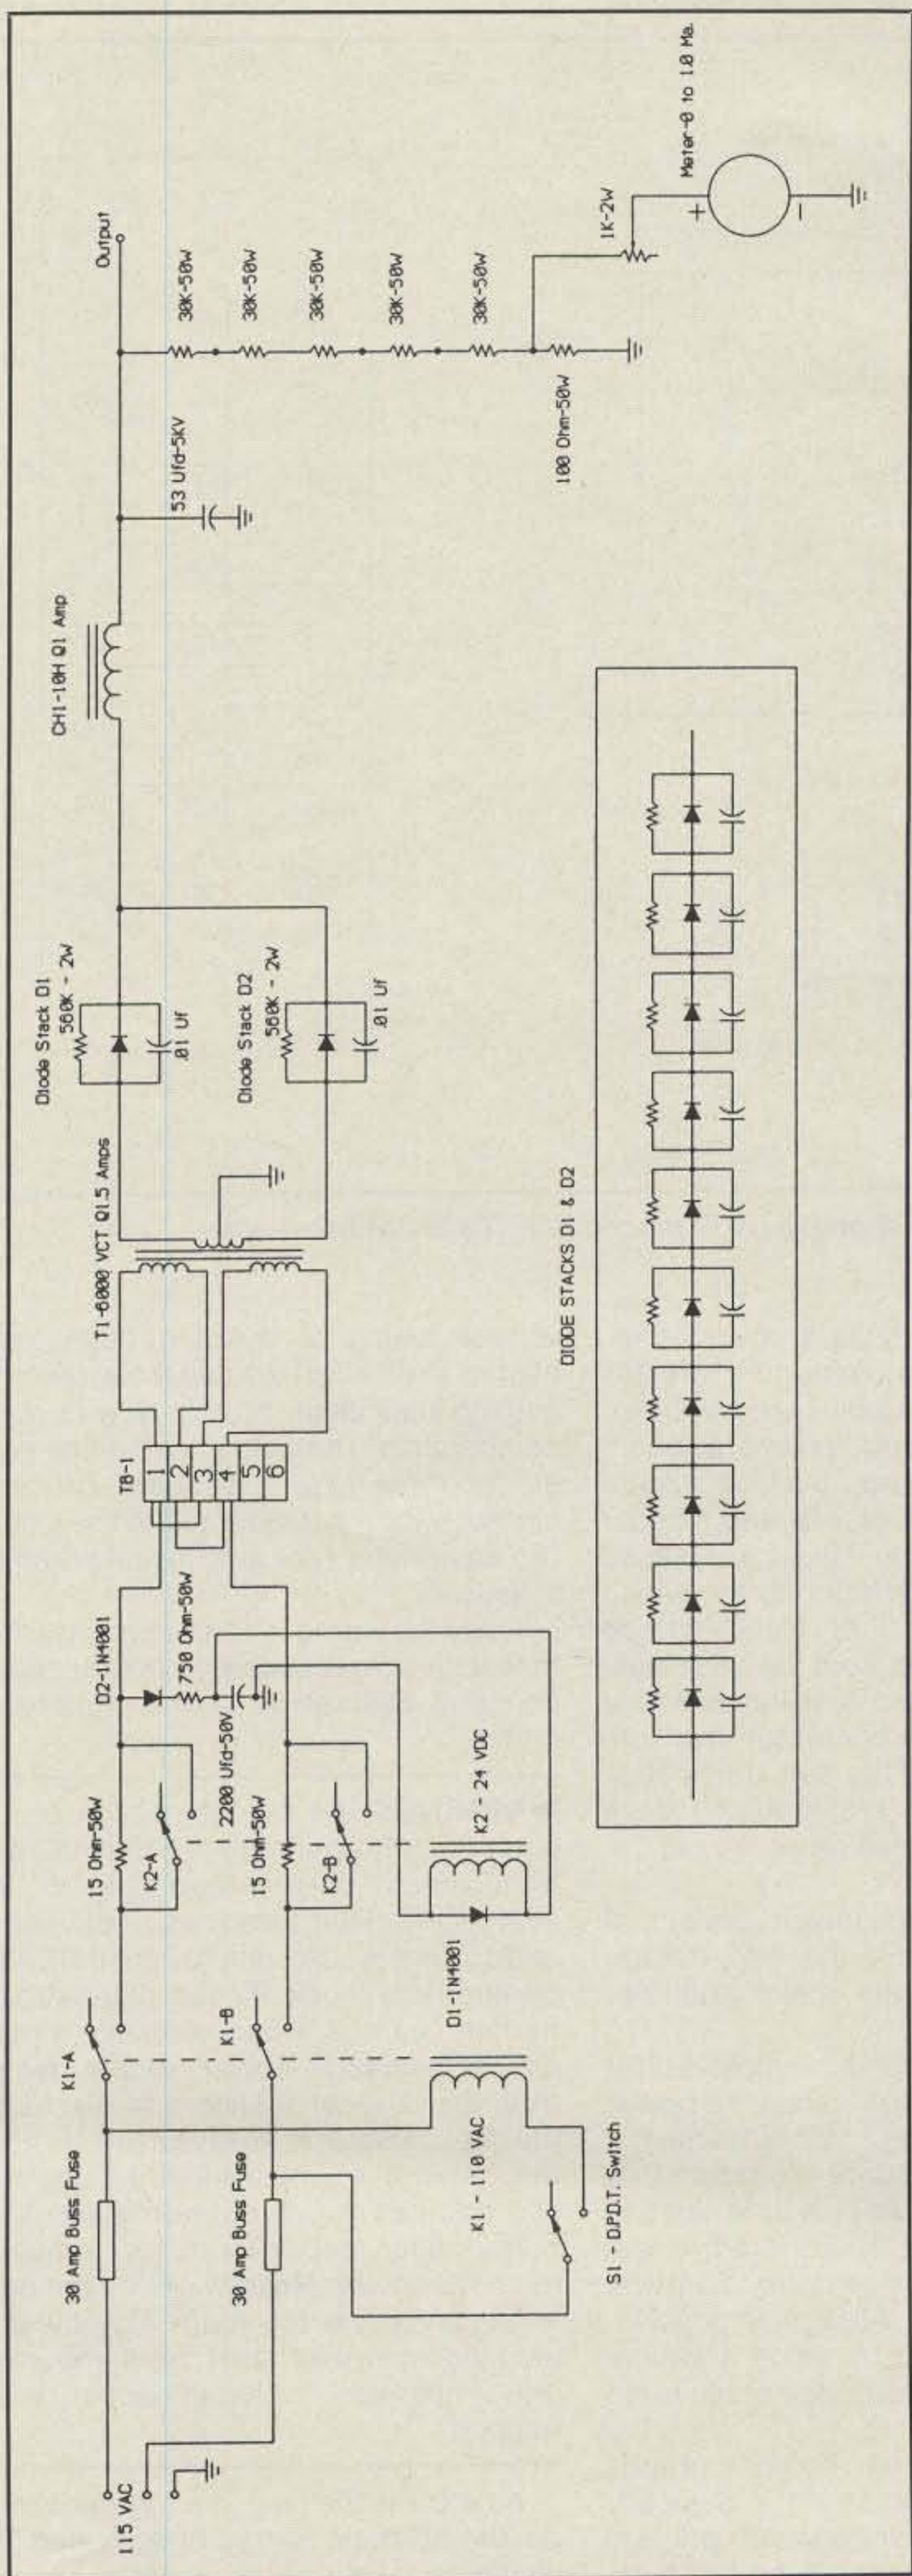 115 VAC
30 Amp Buss Fuse
30 Amp Buss Fuse
K1-A
K1-B
K1 - 110 VAC
S1 - D.P.D.T. Switch
15 Ohm-50W
K2-A
2200 Ufd-50V
15 Ohm-50W
K2-B
D1-1N4001
K2 - 24 VDC
D2-1N4001
750 Ohm-50W
TB-1
1
2
3
4
5
6
T1-6000 VCT @1.5 Amps
Diode Stack D1
560K - 2W
.01 Uf
Diode Stack D2
560K - 2W
.01 Uf
CH1-10H @1 Amp
53 Ufd-5KV
Output
30K-50W
30K-50W
30K-50W
30K-50W
30K-50W
100 Ohm-50W
1K-2W
Meter-0 to 1.0 Ma.
+
-
DIODE STACKS D1 & D2